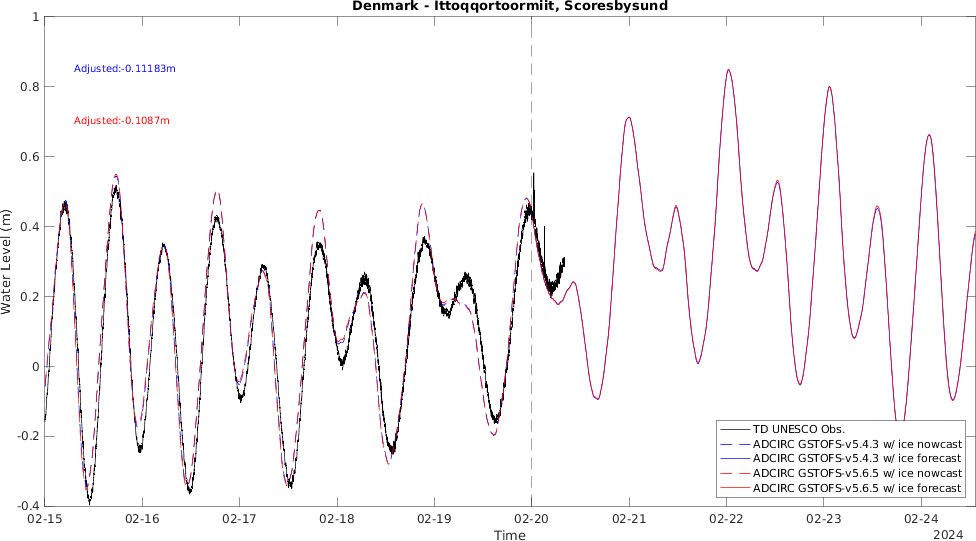 Denmark - Ittoqqortoormiit, Scoresbysund
Adjusted:-0.11183m
Adjusted:-0.1087m
Water Level (m)
1
0.8
0.6
0.4
0.2
0
-0.2
-0.4
TD UNESCO Obs.
ADCIRC GSTOFS-v5.4.3 w/ ice nowcast
ADCIRC GSTOFS-v5.4.3 w/ ice forecast
ADCIRC GSTOFS-v5.6.5 w/ ice nowcast
ADCIRC GSTOFS-v5.6.5 w/ ice forecast
02-15 02-16 02-17 02-18 02-19 02-20 02-21 02-22 02-23 02-24
Time
2024